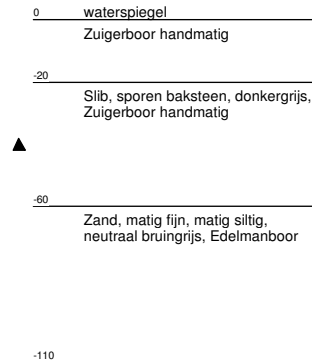 0 waterspiegel
Zuigerboor handmatig
-20
Slib, sporen baksteen, donkergrijs,
Zuigerboor handmatig
-60
Zand, matig fijn, matig siltig,
neutraal bruingrijs, Edelmanboor
-110